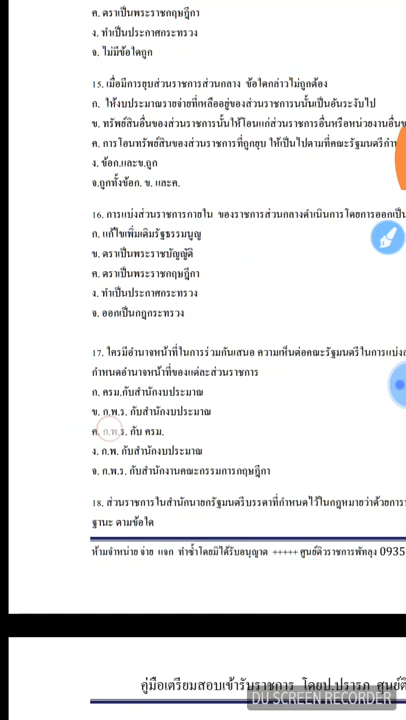 ค. ตราเป็นพระราชกฤษฎีกา
ง. ทำเป็นประกาศกระทรวง
จ. ไม่มีข้อใดถูก
15. เมื่อมีการยุบส่วนราชการส่วนกลาง ข้อใดกล่าวไม่ถูกต้อง
ก. ให้งบประมาณรายจ่ายที่เหลืออยู่ของส่วนราชการนนั้นเป็นอันระงับไป
ข. ทรัพย์สินอื่นของส่วนราชการนั้นให้โอนแก่ส่วนราชการอื่นหรือหน่วยงานอื่นข
ค. การโอนทรัพย์สินของส่วนราชการที่ถูกยุบ ให้เป็นไปตามที่คณะรัฐมนตรีกำ
ง. ข้อก.และข.ถูก
จ.ถูกทั้งข้อก. ข. และค.
16. การแบ่งส่วนราชการภายใน ของราชการส่วนกลางดำเนินการโดยการออกเป็น
ก. แก้ไขเพิ่มเติมรัฐธรรมนูญ
ข. ตราเป็นพระราชบัญญัติ
ค. ตราเป็นพระราชกฤษฎีกา
ง. ทำเป็นประกาศกระทรวง
จ. ออกเป็นกฎกระทรวง
17. ใครมีอำนาจหน้าที่ในการร่วมกันเสนอ ความเห็นต่อคณะรัฐมนตรีในการแบ่งส
กำหนดอำนาจหน้าที่ของแต่ละส่วนราชการ
ก. ครม.กับสำนักงบประมาณ
ข. ก.พ.ร. กับสำนักงบประมาณ
ค. ก.พ.ร. กับ ครม.
ง. ก.พ. กับสำนักงบประมาณ
จ. ก.พ.ร. กับสำนักงานคณะกรรมการกฤษฎีกา
18. ส่วนราชการในสำนักนายกรัฐมนตรีบรรดาที่กำหนดไว้ในกฎหมายว่าด้วยการร
ฐานะ ตามข้อใด
ห้ามจำหน่าย จ่าย แจก ทำซ้ำโดยมิได้รับอนุญาต +++++ ศูนย์ติวราชการพัทลุง 0935
คู่มือเตรียมสอบเข้ารับราชการ โดยป.ปรารภ ศูนย์ติ
DU SCREEN RECORDER